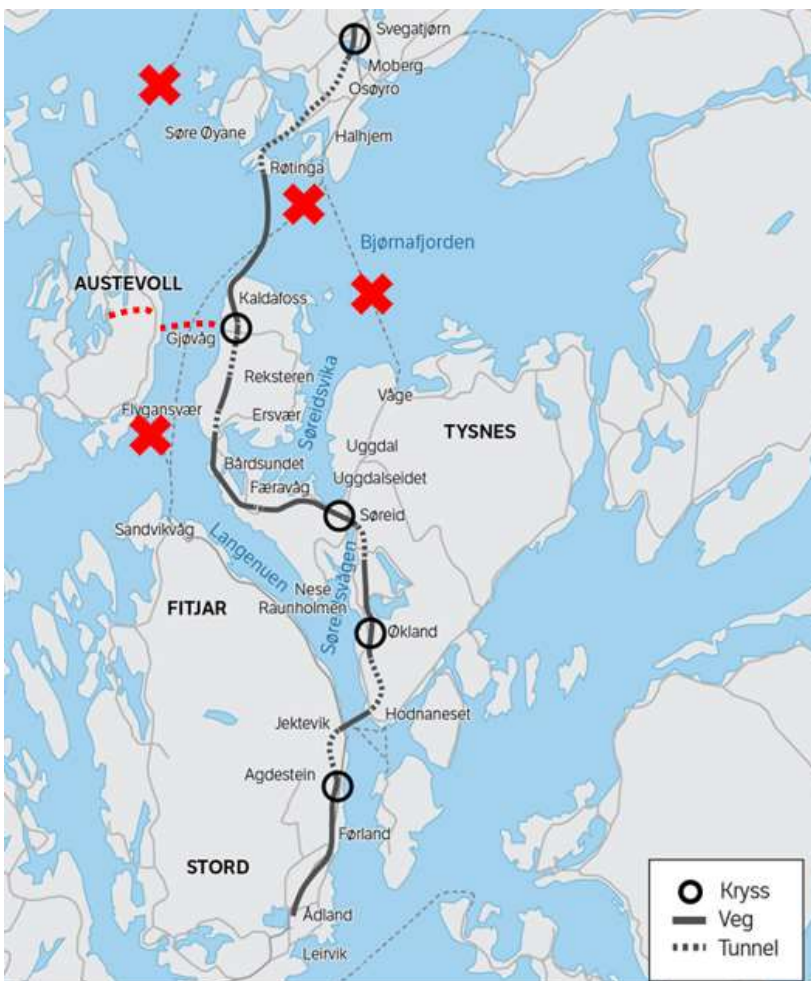 Svegatjørn
Moberg
Osøyro
Søre Øyane
Halhjem
Røtinga
Bjørnafjorden
AUSTEVOLL
Kaldafoss
Gjøvåg
Reksteren
Søreidsvika
Våge
Flygansvær
Ersvær
TYSNES
Uggdal
Bårdsundet
Uggdalseidet
Færavåg
Søreid
Sandvikvåg
Langenuen
Søreidsvågen
Nese
Raunholmen
FITJAR
Økland
Hodnaneset
Jektevik
Agdestein
Førland
STORD
Ådland
Leirvik
Kryss
Veg
Tunnel